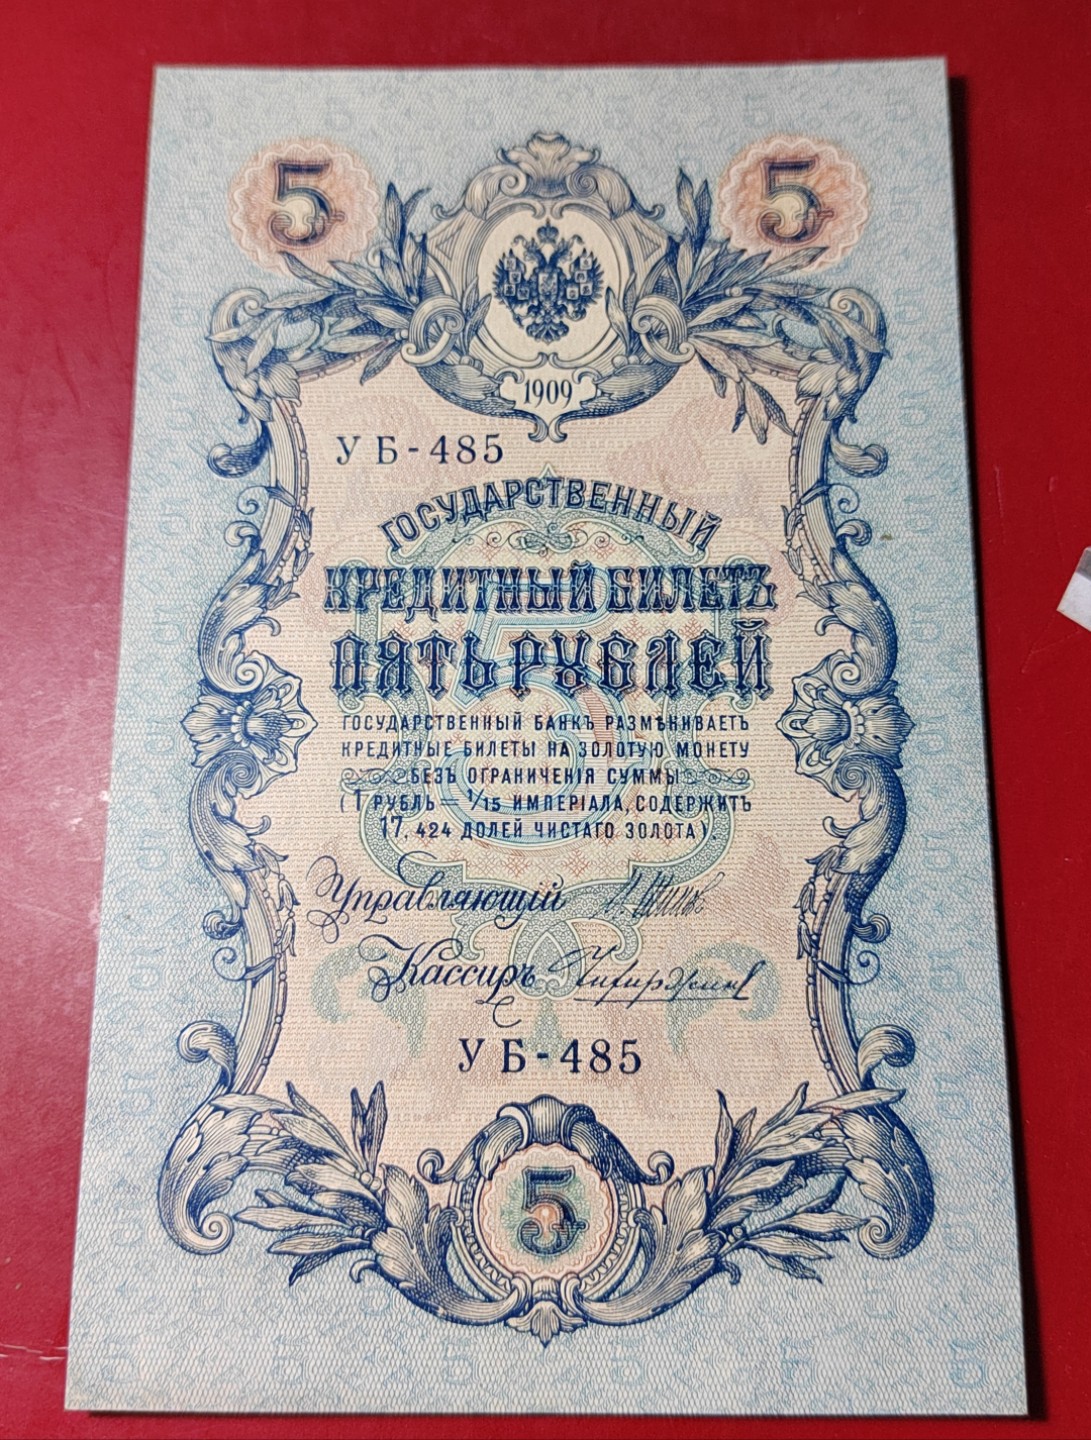 5 5
1909
УБ-485
ГОСУДАРСТВЕННЫЙ
КРЕДИТНЫЙ БИЛЕТЪ
ПЯТЬ РУБЛЕЙ
ГОСУДАРСТВЕННЫЙ БАНКЪ РАЗМѢНИВАЕТЪ
КРЕДИТНЫЕ БИЛЕТЫ НА ЗОЛОТУЮ МОНЕТУ
БЕЗЪ ОГРАНИЧЕНІЯ СУММЫ
(1 РУБЛЬ = 1/15 ИМПЕРІАЛА, СОДЕРЖИТЪ
17, 424 ДОЛЕЙ ЧИСТАГО ЗОЛОТА).
Управляющій
Кассиръ
УБ-485
5